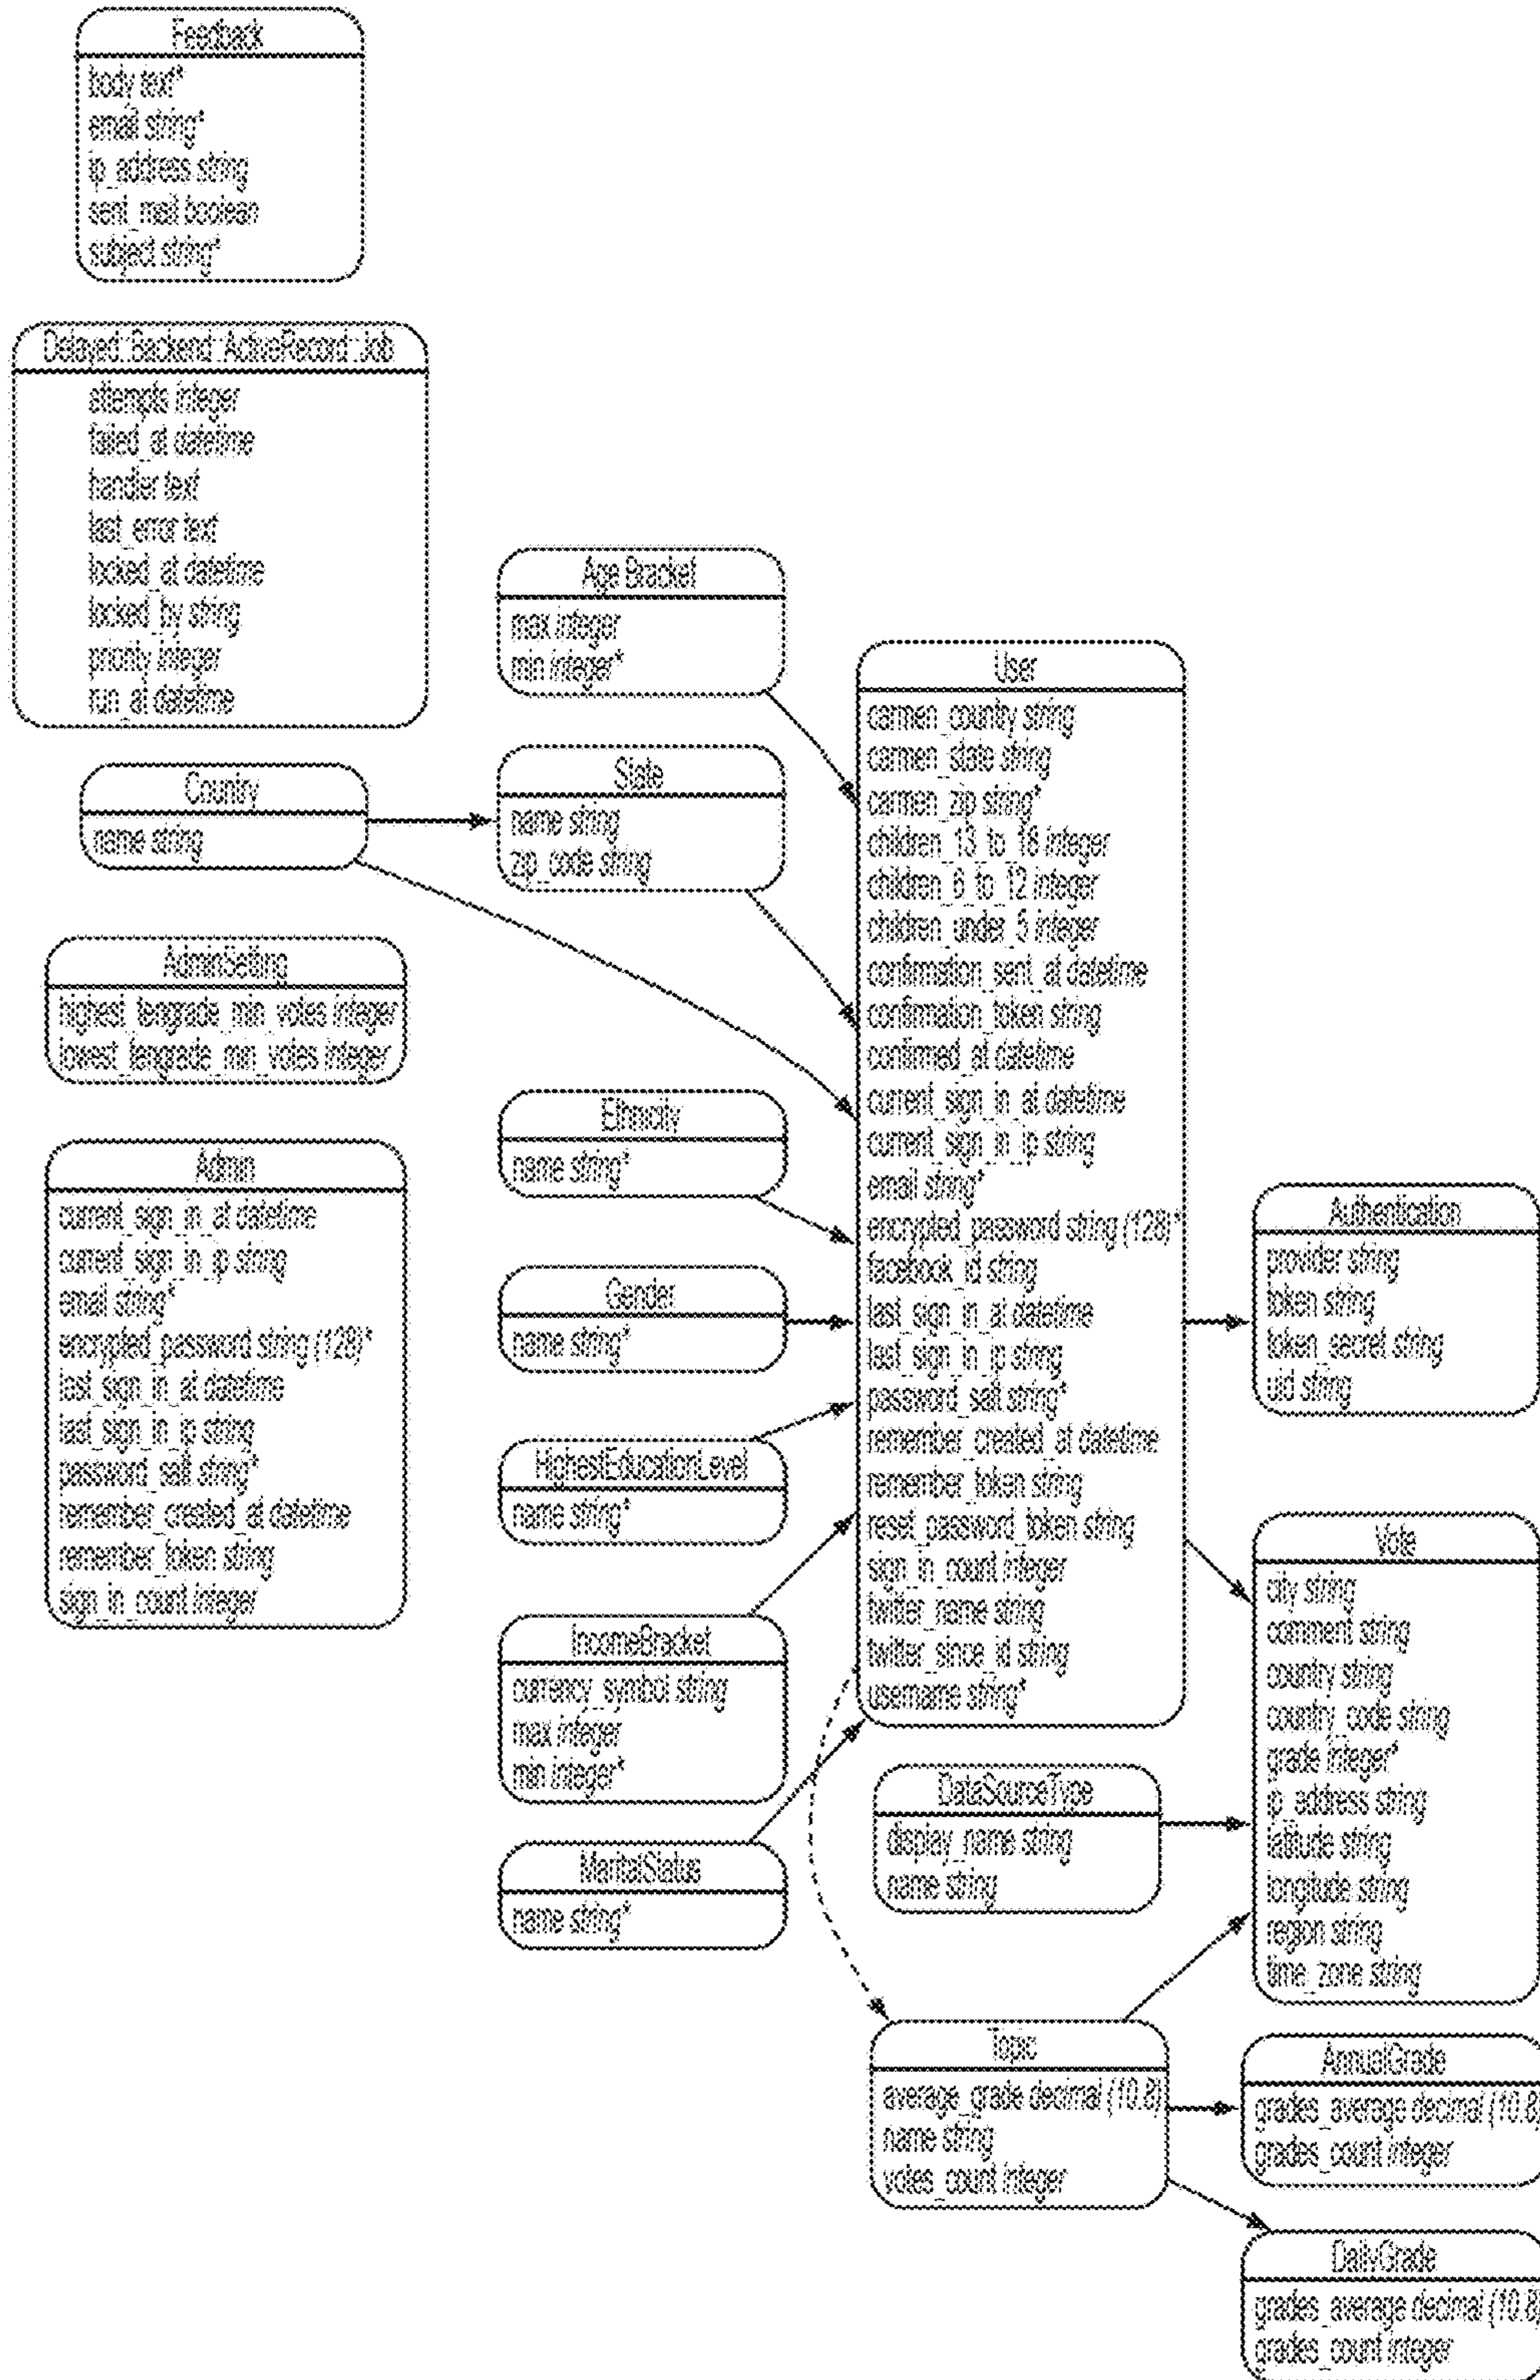 Feedback
body text*
email string*
ip_address string
sent_mail boolean
subject string*
Delayed::Backend::ActiveRecord::Job
attempts integer
failed_at datetime
handler text
last_error text
locked_at datetime
locked_by string
priority integer
run_at datetime
Country
name string
AdminSetting
highest_tengrade_min_votes integer
lowest_tengrade_min_votes integer
Admin
current_sign_in_at datetime
current_sign_in_ip string
email string*
encrypted_password string (128)*
last_sign_in_at datetime
last_sign_in_ip string
password_salt string*
remember_created_at datetime
remember_token string
sign_in_count integer
Age Bracket
max integer
min integer*
State
name string
zip_code string
Ethnicity
name string*
Gender
name string*
HighestEducationLevel
name string*
IncomeBracket
currency_symbol string
max integer
min integer*
MaritalStatus
name string*
User
carmen_country string
carmen_state string
carmen_zip string*
children_13_to_18 integer
children_6_to_12 integer
children_under_5 integer
confirmation_sent_at datetime
confirmation_token string
confirmed_at datetime
current_sign_in_at datetime
current_sign_in_ip string
email string*
encrypted_password string (128)*
facebook_id string
last_sign_in_at datetime
last_sign_in_ip string
password_salt string*
remember_created_at datetime
remember_token string
reset_password_token string
sign_in_count integer
twitter_name string
twitter_since_id string
username string*
DataSourceType
display_name string
name string
Topic
average_grade decimal (10.8)
name string
votes_count integer
Authentication
provider string
token string
token_secret string
uid string
Vote
city string
comment string
country string
country_code string
grade integer*
ip_address string
latitude string
longitude string
region string
time_zone string
AnnualGrade
grades_average decimal (10.8)
grades_count integer
DailyGrade
grades_average decimal (10.8)
grades_count integer